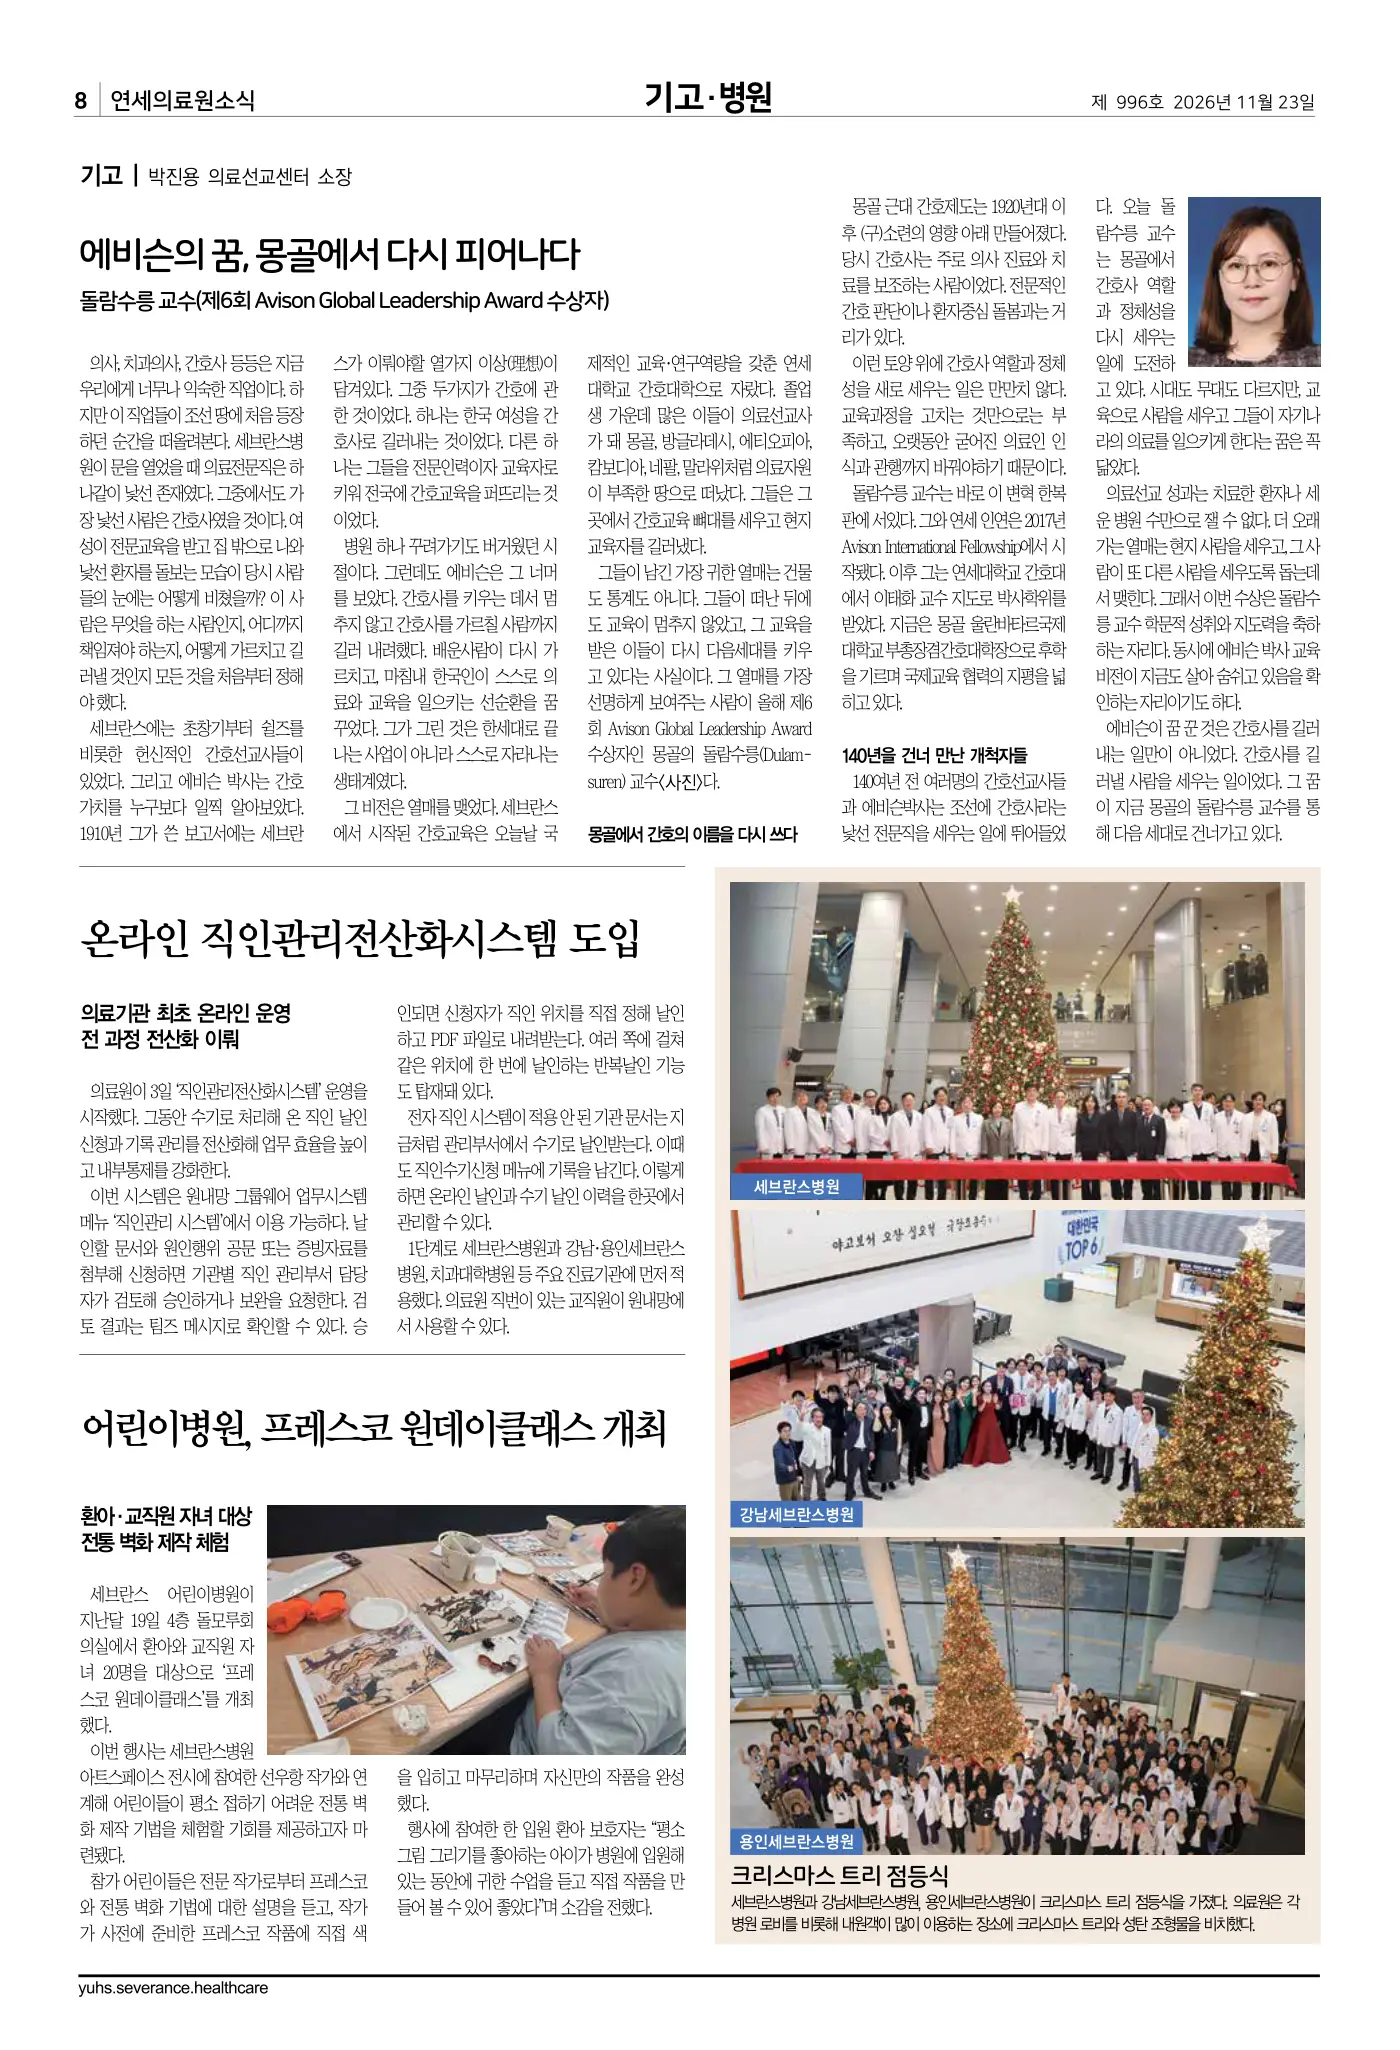 8 연세의료원소식
기고·병원
제 996호 2026년 11월 23일
기고 | 박진용 의료선교센터 소장
에비슨의 꿈, 몽골에서 다시 피어나다
돌람수릉 교수(제6회 Avison Global Leadership Award 수상자)
의사, 치과의사, 간호사 등등은 지금
우리에게 너무나 익숙한 직업이다. 하
지만 이 직업들이 조선 땅에 처음 등장
하던 순간을 떠올려본다. 세브란스병
원이 문을 열었을 때 의료전문직은 하
나같이 낯선 존재였다. 그중에서도 가
장 낯선 사람은 간호사였을 것이다. 여
성이 전문교육을 받고 집 밖으로 나와
낯선 환자를 돌보는 모습이 당시 사람
들의 눈에는 어떻게 비쳤을까? 이 사
람은 무엇을 하는 사람인지, 어디까지
책임져야 하는지, 어떻게 가르치고 길
러낼 것인지 모든 것을 처음부터 정해
야 했다.
세브란스에는 초창기부터 쉴즈를
비롯한 헌신적인 간호선교사들이
있었다. 그리고 에비슨 박사는 간호
가치를 누구보다 일찍 알아보았다.
1910년 그가 쓴 보고서에는 세브란
스가 이뤄야할 열가지 이상(理想)이
담겨있다. 그중 두가지가 간호에 관
한 것이었다. 하나는 한국 여성을 간
호사로 길러내는 것이었다. 다른 하
나는 그들을 전문인력이자 교육자로
키워 전국에 간호교육을 퍼뜨리는 것
이었다.
병원 하나 꾸려가기도 버거웠던 시
절이다. 그런데도 에비슨은 그 너머
를 보았다. 간호사를 키우는 데서 멈
추지 않고 간호사를 가르칠 사람까지
길러 내려했다. 배운사람이 다시 가
르치고, 마침내 한국인이 스스로 의
료와 교육을 일으키는 선순환을 꿈
꾸었다. 그가 그린 것은 한세대로 끝
나는 사업이 아니라 스스로 자라나는
생태계였다.
그 비전은 열매를 맺었다. 세브란스
에서 시작된 간호교육은 오늘날 국
제적인 교육·연구역량을 갖춘 연세
대학교 간호대학으로 자랐다. 졸업
생 가운데 많은 이들이 의료선교사
가 돼 몽골, 방글라데시, 에티오피아,
캄보디아, 네팔, 말라위처럼 의료자원
이 부족한 땅으로 떠났다. 그들은 그
곳에서 간호교육 뼈대를 세우고 현지
교육자를 길러냈다.
그들이 남긴 가장 귀한 열매는 건물
도 통계도 아니다. 그들이 떠난 뒤에
도 교육이 멈추지 않았고, 그 교육을
받은 이들이 다시 다음세대를 키우
고 있다는 사실이다. 그 열매를 가장
선명하게 보여주는 사람이 올해 제6
회 Avison Global Leadership Award
수상자인 몽골의 돌람수릉(Dulam-
suren) 교수<사진>다.
몽골에서 간호의 이름을 다시 쓰다
몽골 근대 간호제도는 1920년대 이
후 (구)소련의 영향 아래 만들어졌다.
당시 간호사는 주로 의사 진료와 치
료를 보조하는 사람이었다. 전문적인
간호 판단이나 환자중심 돌봄과는 거
리가 있다.
이런 토양 위에 간호사 역할과 정체
성을 새로 세우는 일은 만만치 않다.
교육과정을 고치는 것만으로는 부
족하고, 오랫동안 굳어진 의료인 인
식과 관행까지 바꿔야하기 때문이다.
돌람수릉 교수는 바로 이 변혁 한복
판에 서있다. 그와 연세 인연은 2017년
Avison International Fellowship에서 시
작됐다. 이후 그는 연세대학교 간호대
에서 이태화 교수 지도로 박사학위를
받았다. 지금은 몽골 울란바타르국제
대학교 부총장겸간호대학장으로 후학
을 기르며 국제교육 협력의 지평을 넓
히고 있다.
140년을 건너 만난 개척자들
140여년 전 여러명의 간호선교사들
과 에비슨박사는 조선에 간호사라는
낯선 전문직을 세우는 일에 뛰어들었
다. 오늘 돌
람수릉 교수
는 몽골에서
간호사 역할
과 정체성을
다시 세우는
일에 도전하
고 있다. 시대도 무대도 다르지만, 교
육으로 사람을 세우고 그들이 자기나
라의 의료를 일으키게 한다는 꿈은 꼭
닮았다.
의료선교 성과는 치료한 환자나 세
운 병원 수만으로 잴 수 없다. 더 오래
가는 열매는 현지 사람을 세우고, 그 사
람이 또 다른 사람을 세우도록 돕는데
서 맺힌다. 그래서 이번 수상은 돌람수
릉 교수 학문적 성취와 지도력을 축하
하는 자리다. 동시에 에비슨 박사 교육
비전이 지금도 살아 숨쉬고 있음을 확
인하는 자리이기도 하다.
에비슨이 꿈 꾼 것은 간호사를 길러
내는 일만이 아니었다. 간호사를 길
러낼 사람을 세우는 일이었다. 그 꿈
이 지금 몽골의 돌람수릉 교수를 통
해 다음 세대로 건너가고 있다.
온라인 직인관리전산화시스템 도입
의료기관 최초 온라인 운영
전 과정 전산화 이뤄
의료원이 3일 ‘직인관리전산화시스템’ 운영을
시작했다. 그동안 수기로 처리해 온 직인 날인
신청과 기록 관리를 전산화해 업무 효율을 높이
고 내부통제를 강화한다.
이번 시스템은 원내망 그룹웨어 업무시스템
메뉴 ‘직인관리 시스템’에서 이용 가능하다. 날
인할 문서와 원인행위 공문 또는 증빙자료를
첨부해 신청하면 기관별 직인 관리부서 담당
자가 검토해 승인하거나 보완을 요청한다. 검
토 결과는 팀즈 메시지로 확인할 수 있다. 승
인되면 신청자가 직인 위치를 직접 정해 날인
하고 PDF 파일로 내려받는다. 여러 쪽에 걸쳐
같은 위치에 한 번에 날인하는 반복날인 기능
도 탑재돼 있다.
전자 직인 시스템이 적용 안 된 기관 문서는 지
금처럼 관리부서에서 수기로 날인받는다. 이때
도 직인수기신청 메뉴에 기록을 남긴다. 이렇게
하면 온라인 날인과 수기 날인 이력을 한곳에서
관리할 수 있다.
1단계로 세브란스병원과 강남·용인세브란스
병원, 치과대학병원 등 주요 진료기관에 먼저 적
용했다. 의료원 직번이 있는 교직원이 원내망에
서 사용할 수 있다.
어린이병원, 프레스코 원데이클래스 개최
환아·교직원 자녀 대상
전통 벽화 제작 체험
세브란스 어린이병원이
지난달 19일 4층 돌모루회
의실에서 환아와 교직원 자
녀 20명을 대상으로 ‘프레
스코 원데이클래스’를 개최
했다.
이번 행사는 세브란스병원
아트스페이스 전시에 참여한 선우항 작가와 연
계해 어린이들이 평소 접하기 어려운 전통 벽
화 제작 기법을 체험할 기회를 제공하고자 마
련됐다.
참가 어린이들은 전문 작가로부터 프레스코
와 전통 벽화 기법에 대한 설명을 듣고, 작가
가 사전에 준비한 프레스코 작품에 직접 색
을 입히고 마무리하며 자신만의 작품을 완성
했다.
행사에 참여한 한 입원 환아 보호자는 “평소
그림 그리기를 좋아하는 아이가 병원에 입원해
있는 동안에 귀한 수업을 듣고 직접 작품을 만
들어 볼 수 있어 좋았다”며 소감을 전했다.
세브란스병원
대한민국
TOP 6
강남세브란스병원
용인세브란스병원
크리스마스 트리 점등식
세브란스병원과 강남세브란스병원, 용인세브란스병원이 크리스마스 트리 점등식을 가졌다. 의료원은 각
병원 로비를 비롯해 내원객이 많이 이용하는 장소에 크리스마스 트리와 성탄 조형물을 비치했다.
yuhs.severance.healthcare